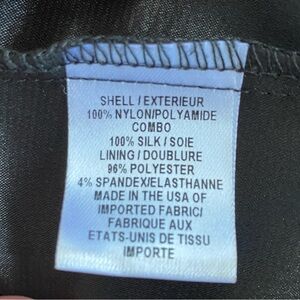 SHELL / EXTERIEUR
100% NYLON/POLYAMIDE
COMBO
100% SILK / SOIE
LINING / DOUBLURE
96% POLYESTER
4% SPANDEX/ELASTHANNE
MADE IN THE USA OF
IMPORTED FABRIC/
FABRIQUE AUX
ETATS-UNIS DE TISSU
IMPORTE